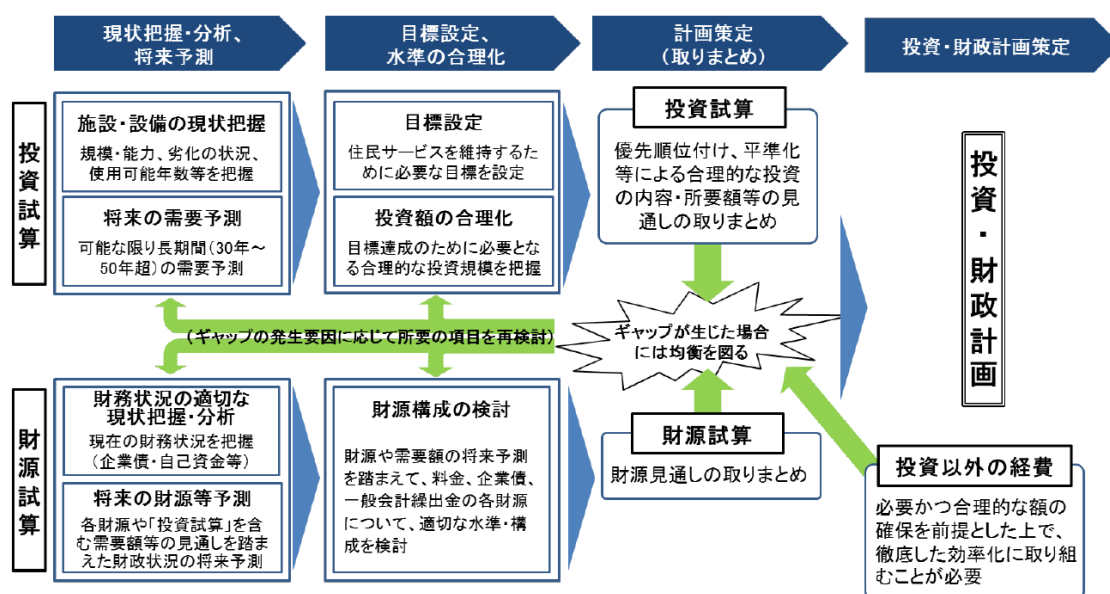 現状把握・分析、
将来予測
目標設定、
水準の合理化
計画策定
（取りまとめ）
投資・財政計画策定
投資試算
施設・設備の現状把握
規模・能力、劣化の状況、
使用可能年数等を把握
将来の需要予測
可能な限り長期間（30年～
50年超）の需要予測
目標設定
住民サービスを維持するため
に必要な目標を設定
投資額の合理化
目標達成のために必要とな
る合理的な投資規模を把握
投資試算
優先順位付け、平準化
等による合理的な投資
の内容・所要額等の見
通しの取りまとめ
投資・財政計画
（ギャップの発生要因に応じて所要の項目を再検討）
ギャップが生じた場合
には均衡を図る
財源試算
財務状況の適切な
現状把握・分析
現在の財務状況を把握
（企業債・自己資金等）
将来の財源等予測
各財源や「投資試算」を含
む需要額等の見通しを踏ま
えた財政状況の将来予測
財源構成の検討
財源や需要額の将来予測
を踏まえて、料金、企業債、
一般会計繰出金の各財源
について、適切な水準・構
成を検討
財源試算
財源見通しの取りまとめ
投資以外の経費
必要かつ合理的な額の
確保を前提とした上で、
徹底した効率化に取り組
むことが必要